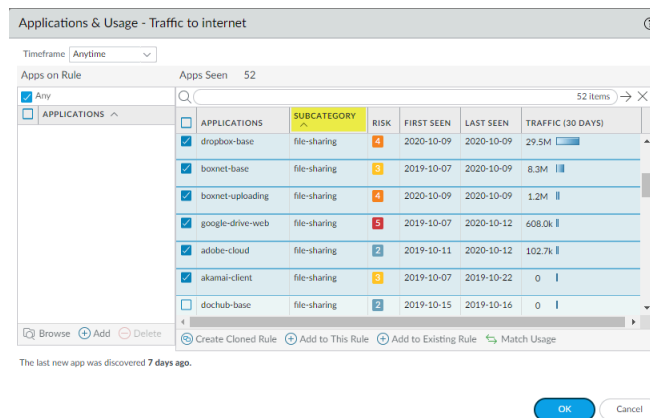 Applications & Usage - Traffic to internet
Timeframe Anytime
Apps on Rule Apps Seen 52
Any
52 items
APPLICATIONS
APPLICATIONS SUBCATEGORY RISK FIRST SEEN LAST SEEN TRAFFIC (30 DAYS)
dropbox-base file-sharing 4 2020-10-09 2020-10-09 29.5M
boxnet-base file-sharing 3 2019-10-07 2020-10-09 8.3M
boxnet-uploading file-sharing 4 2020-10-09 2020-10-09 1.2M
google-drive-web file-sharing 5 2019-10-07 2020-10-12 608.0k
adobe-cloud file-sharing 2 2019-10-11 2020-10-12 102.7k
akamai-client file-sharing 3 2019-10-07 2019-10-22 0
dochub-base file-sharing 2 2019-10-15 2019-10-16 0
Browse Add Delete
Create Cloned Rule Add to This Rule Add to Existing Rule Match Usage
The last new app was discovered 7 days ago.
OK Cancel